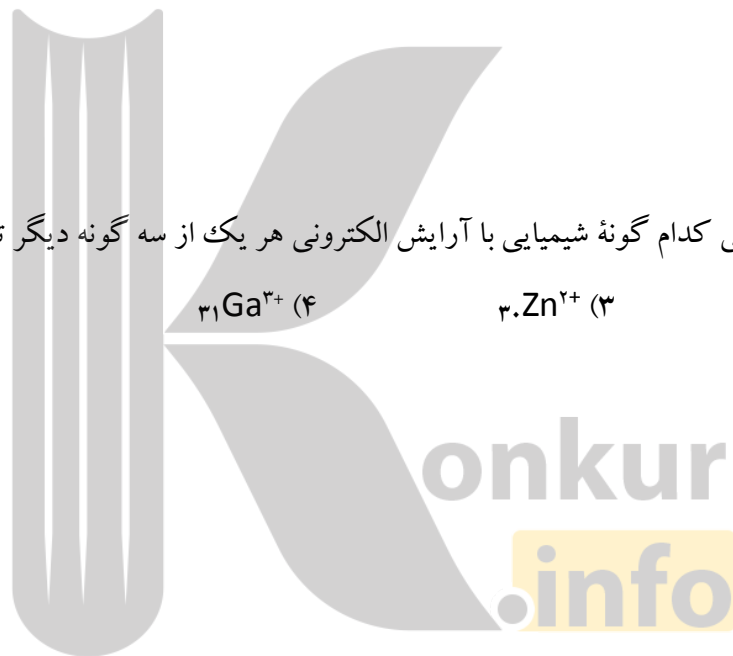 کدام گونهٔ شیمیایی با آرایش الکترونی هر یک از سه گونه دیگر
۳) ₃₀Zn²⁺ ۴) ₃₁Ga³⁺
onkur
.info